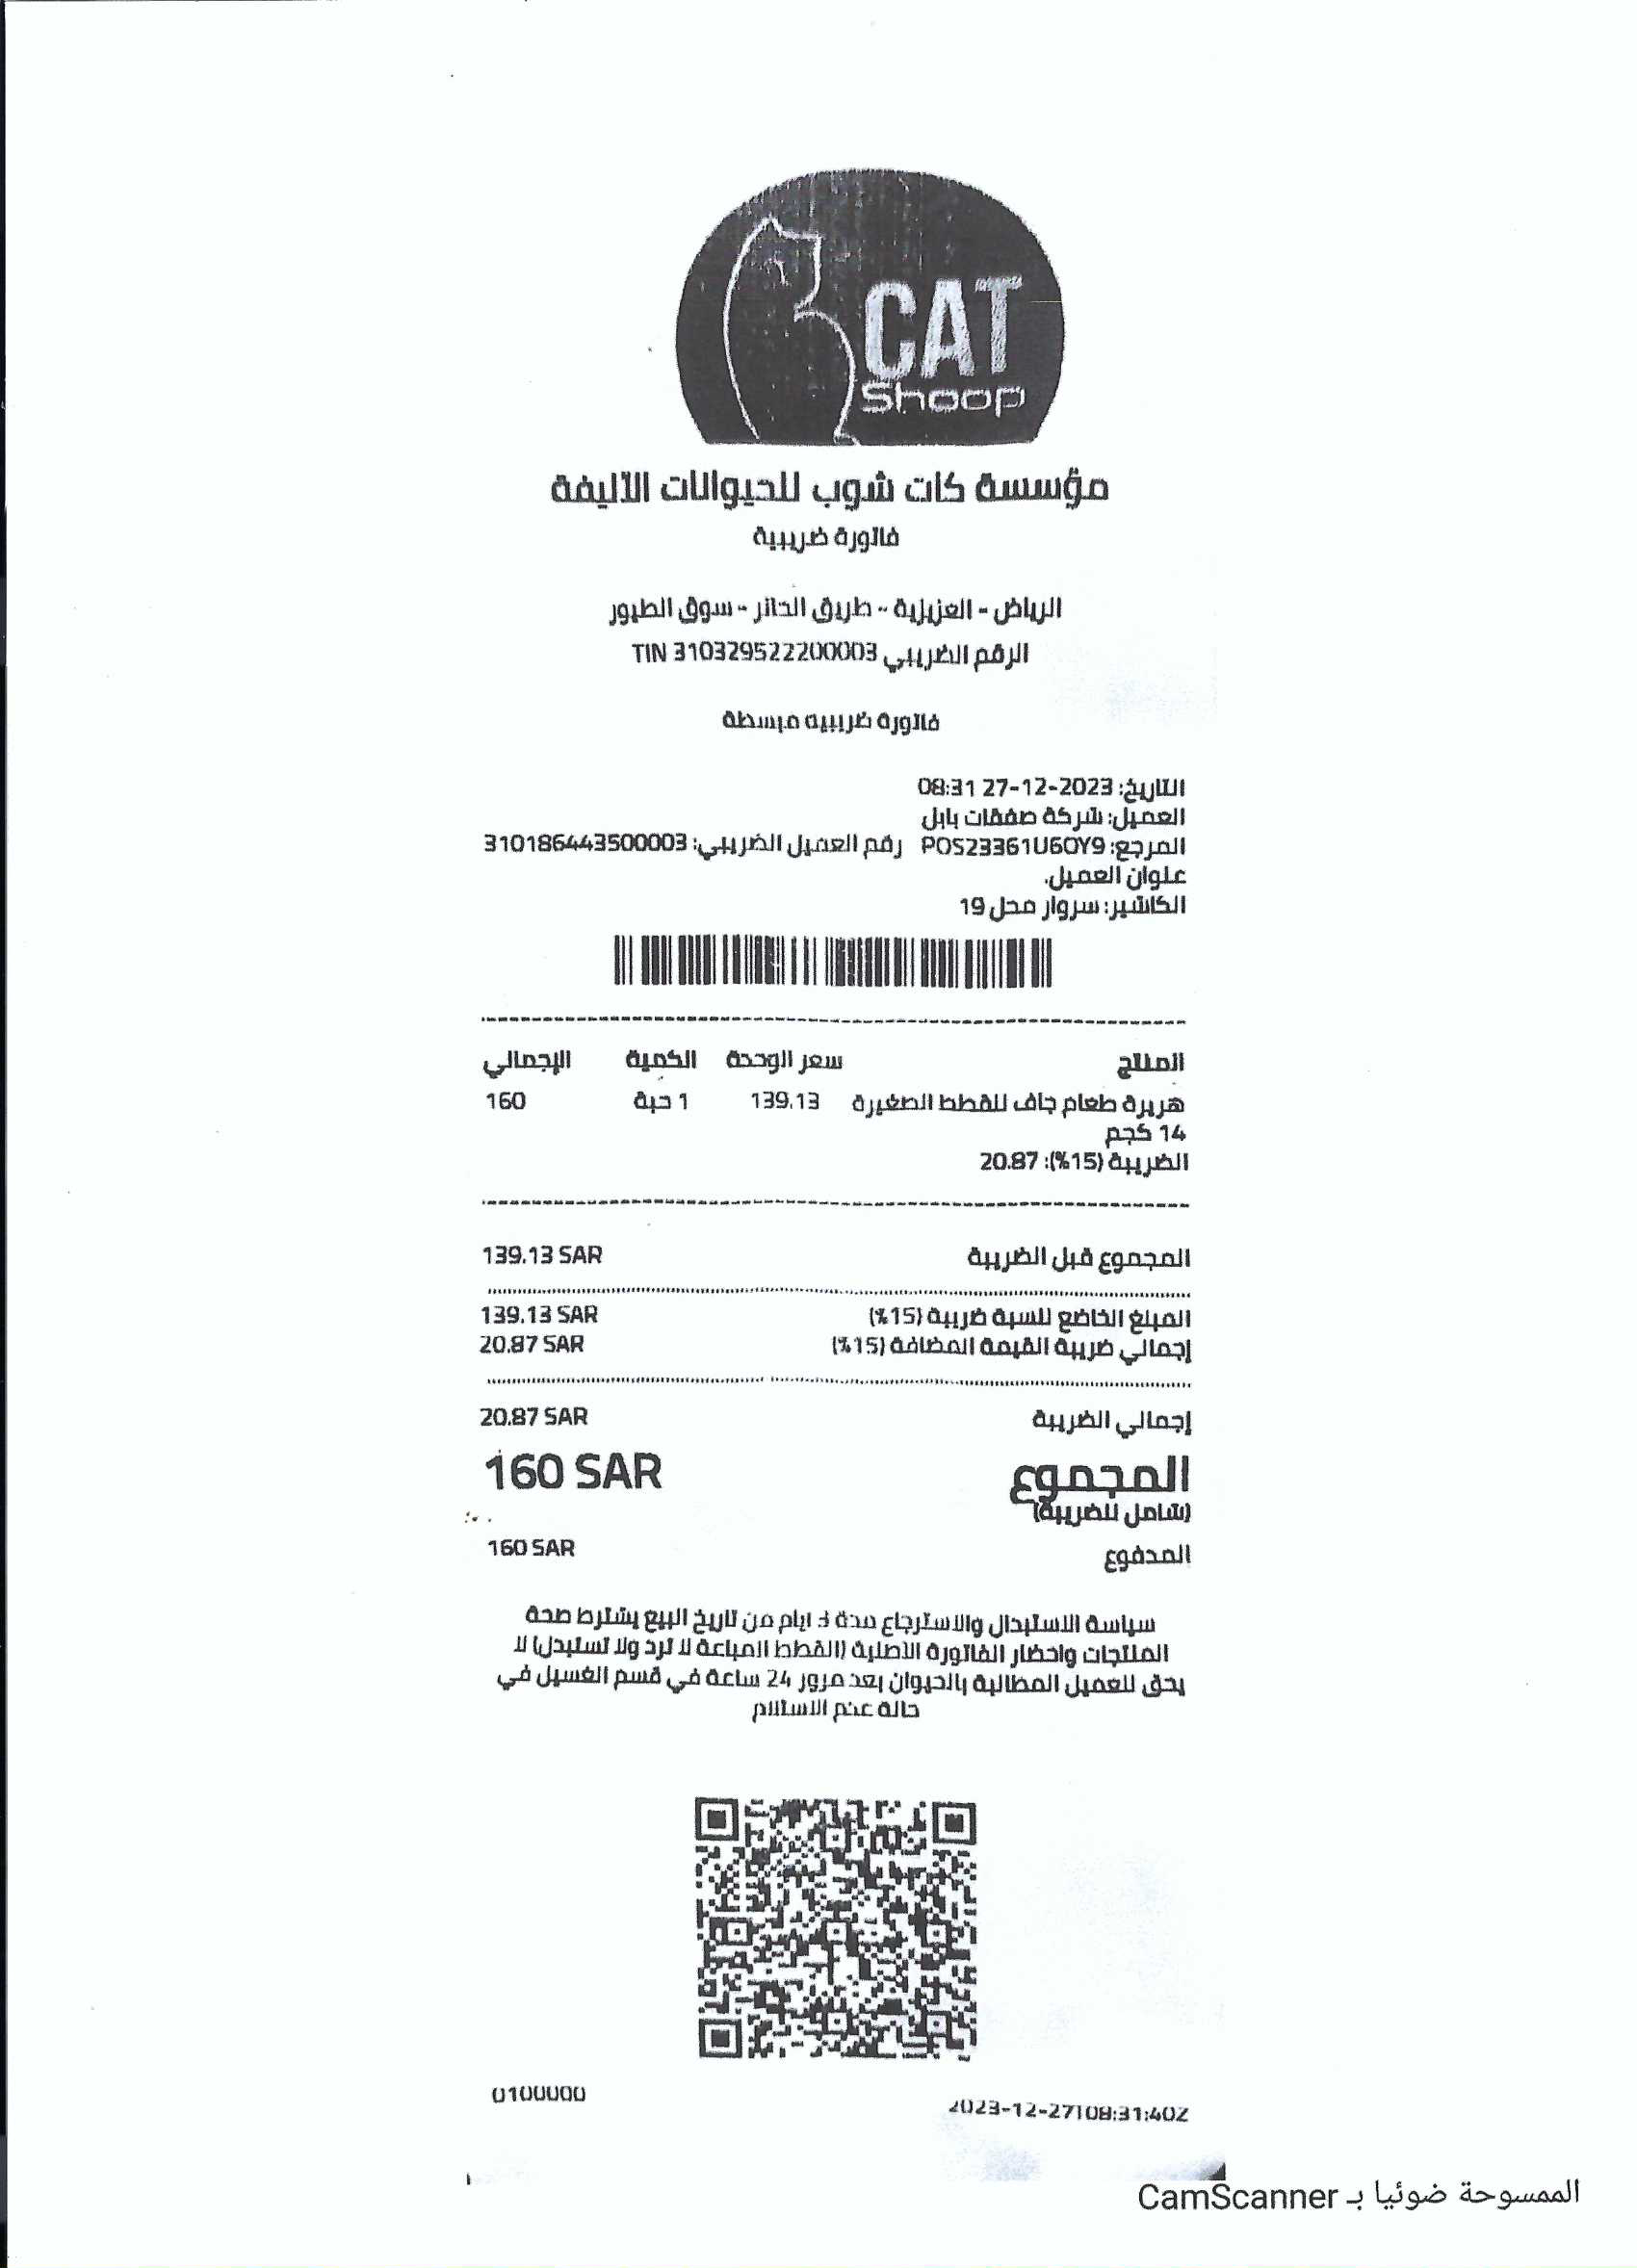 CAT
Shoop
مؤسسة كات شوب للحيوانات الأليفة
فاتورة ضريبية
الرياض - العزيزية - طريق الحائر - سوق الطيور
الرقم الضريبي TIN 310329522200003
فاتورة ضريبيه مبسطة
التاريخ: 2023-12-27 08:31
العميل: شركة صفقات بابل
المرجع: POS23361U6OY9 رقم العميل الضريبي: 310186443500003
عنوان العميل.
الكاشير: سروار محل 19
المنتج سعر الوحدة الكمية الإجمالي
هريرة طعام جاف للقطط الصغيرة 139.13 1 حبة 160
14 كجم
الضريبة (15%): 20.87
المجموع قبل الضريبة 139.13 SAR
المبلغ الخاضع لنسبة ضريبة (15%) 139.13 SAR
إجمالي ضريبة القيمة المضافة (15%) 20.87 SAR
إجمالي الضريبة 20.87 SAR
المجموع 160 SAR
(شامل للضريبة)
المدفوع 160 SAR
سياسة الاستبدال والاسترجاع مدة 3 ايام من تاريخ البيع يشترط صحة
المنتجات واحضار الفاتورة الأصلية (القطط المباعة لا ترد ولا تستبدل) لا
يحق للعميل المطالبة بالحيوان بعد مرور 24 ساعة في قسم الغسيل في
حالة عدم الاستلام
0100000
2023-12-27T08:31:40Z
الممسوحة ضوئيا بـ CamScanner